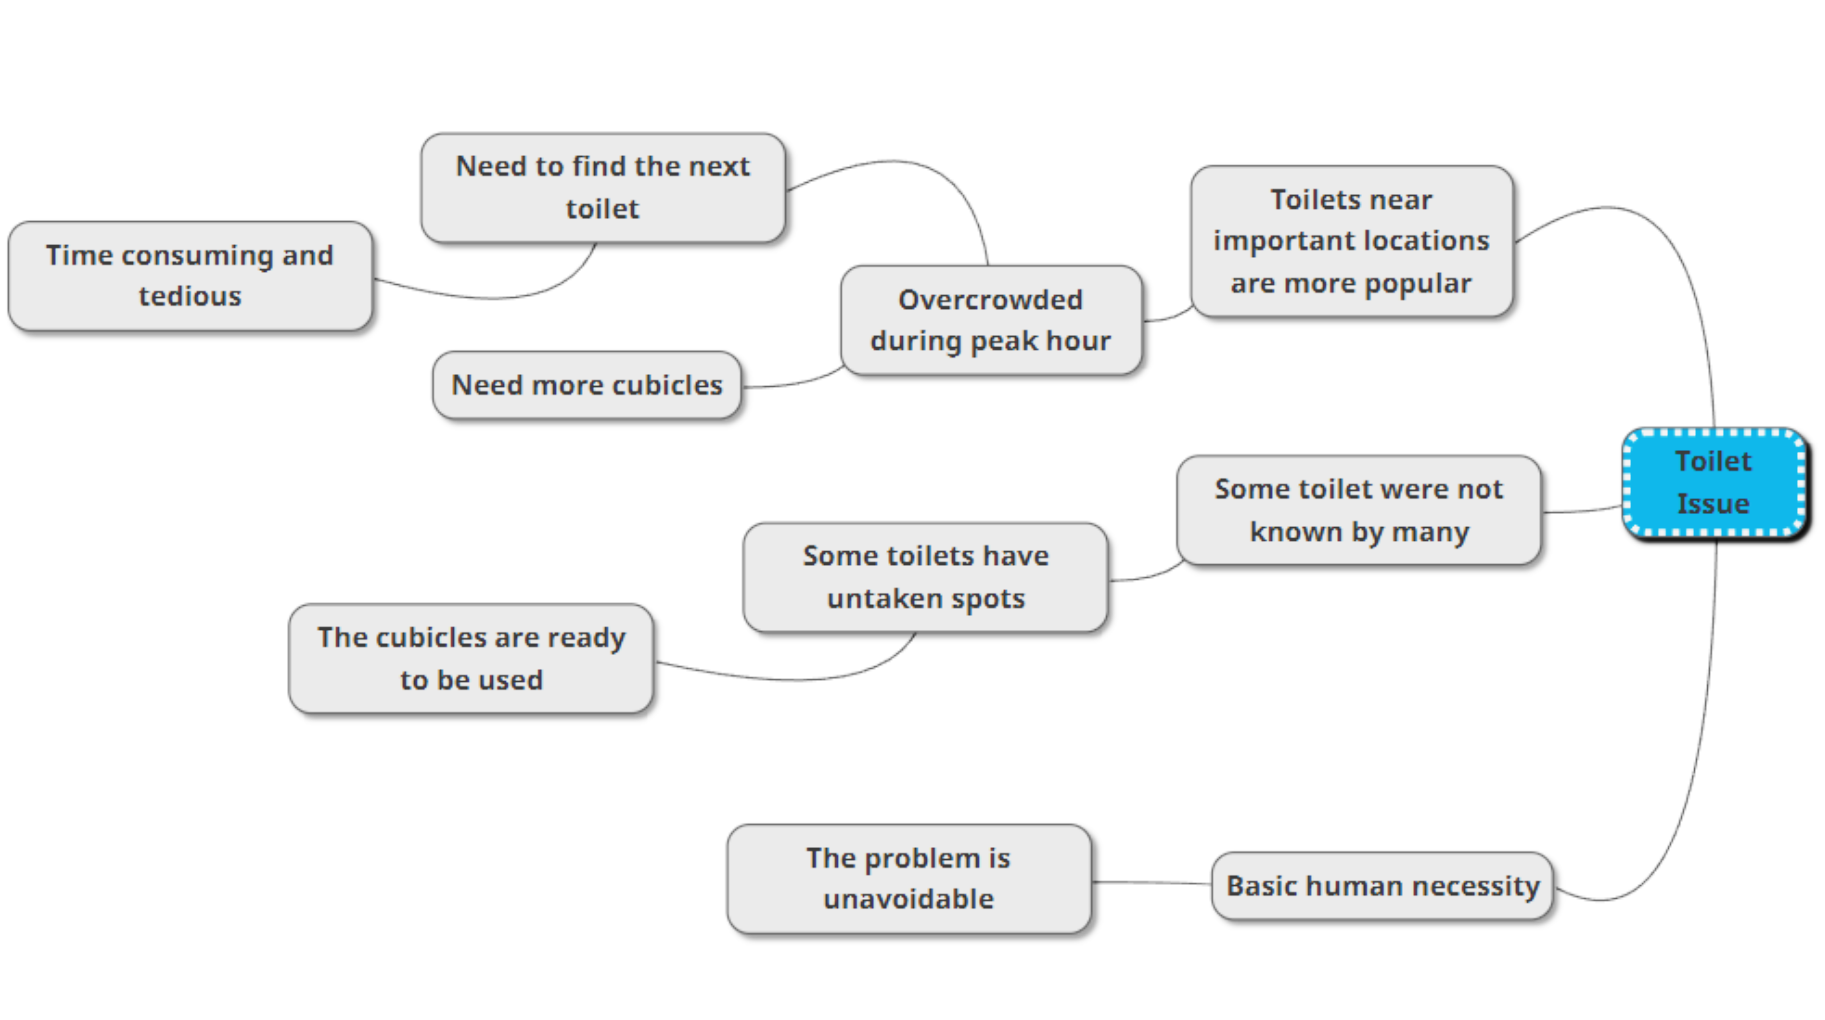 Need to find the next
toilet
Time consuming and
tedious
Toilets near
important locations
are more popular
Overcrowded
during peak hour
Need more cubicles
Toilet
Issue
Some toilet were not
known by many
Some toilets have
untaken spots
The cubicles are ready
to be used
The problem is
unavoidable
Basic human necessity